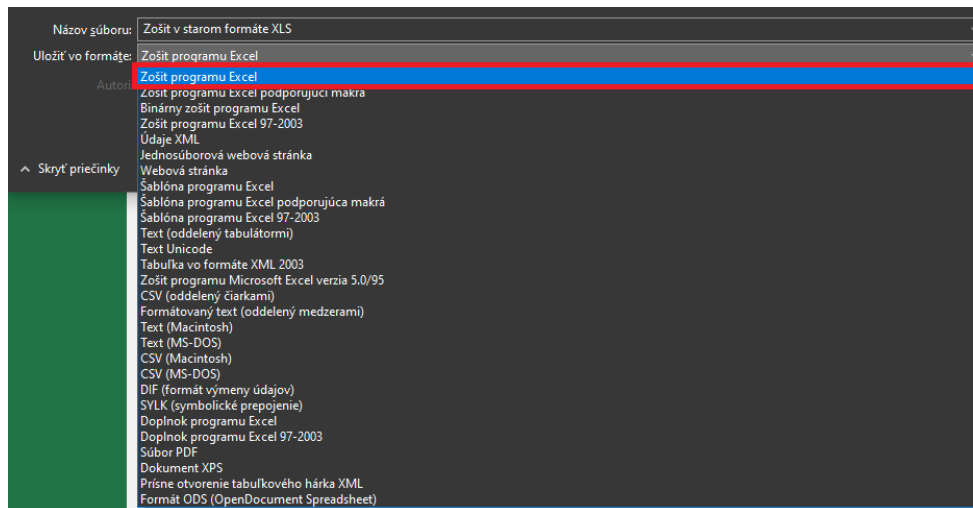 Názov súboru: Zošit v starom formáte XLS
Uložiť vo formáte: Zošit programu Excel
Zošit programu Excel
Autori
Zošit programu Excel podporujúci makrá
Binárny zošit programu Excel
Zošit programu Excel 97-2003
Údaje XML
Jednosúborová webová stránka
Skryť priečinky
Webová stránka
Šablóna programu Excel
Šablóna programu Excel podporujúca makrá
Šablóna programu Excel 97-2003
Text (oddelený tabulátormi)
Text Unicode
Tabuľka vo formáte XML 2003
Zošit programu Microsoft Excel verzia 5.0/95
CSV (oddelený čiarkami)
Formátovaný text (oddelený medzerami)
Text (Macintosh)
Text (MS-DOS)
CSV (Macintosh)
CSV (MS-DOS)
DIF (formát výmeny údajov)
SYLK (symbolické prepojenie)
Doplnok programu Excel
Doplnok programu Excel 97-2003
Súbor PDF
Dokument XPS
Prísne otvorenie tabuľkového hárka XML
Formát ODS (OpenDocument Spreadsheet)